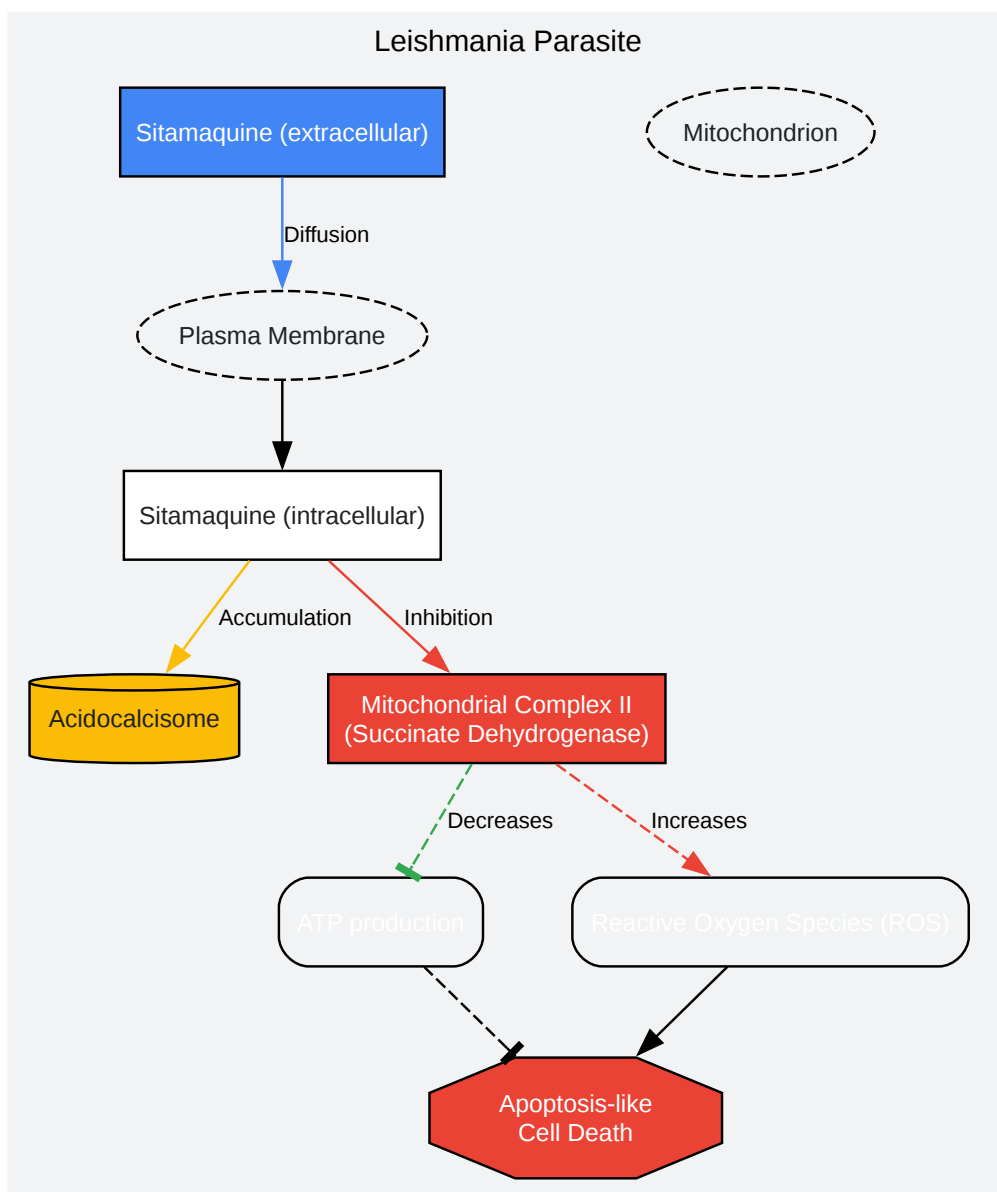 Leishmania Parasite
Sitamaquine (extracellular)
Mitochondrion
Diffusion
Plasma Membrane
Sitamaquine (intracellular)
Accumulation
Inhibition
Acidocalcisome
Mitochondrial Complex II
(Succinate Dehydrogenase)
Decreases
Increases
ATP production
Reactive Oxygen Species (ROS)
Apoptosis-like
Cell Death